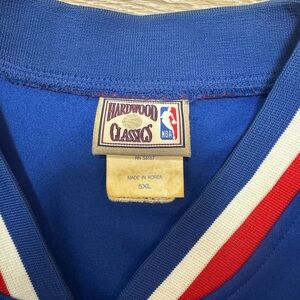 HARDWOOD
CLASSICS
NBA
MADE IN KOREA
5XL